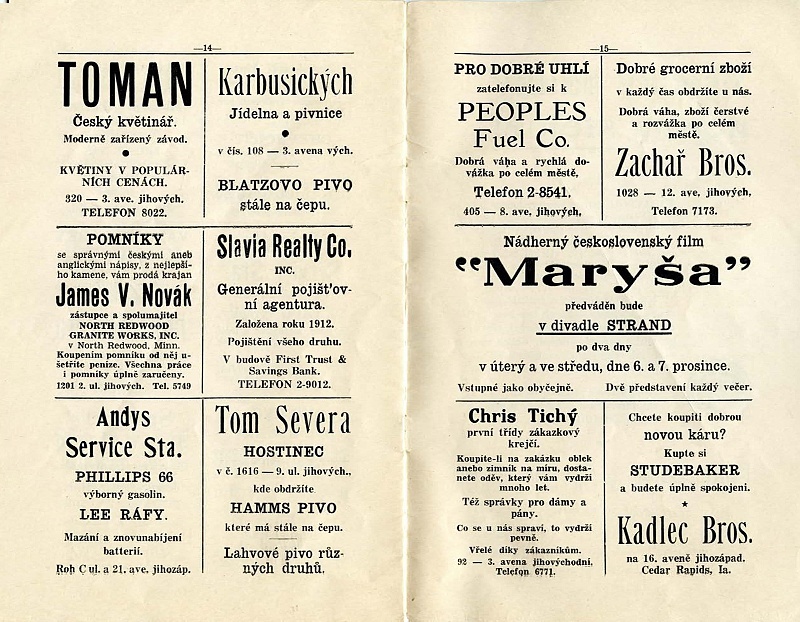 —14—
TOMAN
Český květinář.
Moderně zařízený závod.
●
KVĚTINY V POPULÁR-
NÍCH CENÁCH.
320 — 3. ave. jihových.
TELEFON 8022.
Karbusických
Jídelna a pivnice
●
v čis. 108 — 3. avena vých.
BLATZOVO PIVO
stále na čepu.
POMNÍKY
se správnými českými aneb
anglickými nápisy, z nejlepší-
ho kamene, vám prodá krajan
James V. Novák
zástupce a spolumajitel
NORTH REDWOOD
GRANITE WORKS, INC.
v North Redwood, Minn.
Koupením pomníku od něj u-
šetříte peníze. Všechna práce
i pomníky úplně zaručeny.
1201 2. ul. jihových. Tel. 5749
Slavia Realty Co.
INC.
Generální pojišt'ov-
ní agentura.
Založena roku 1912.
Pojištění všeho druhu.
V budově First Trust &
Savings Bank.
TELEFON 2-9012.
Andys
Service Sta.
PHILLIPS 66
výborný gasolin.
LEE RÁFY.
Mazání a znovunabíjení
batterií.
Roh C ul. a 21. ave. jihozáp.
Tom Severa
HOSTINEC
v č. 1616 — 9. ul. jihových.,
kde obdržíte
HAMMS PIVO
které má stále na čepu.
Lahvové pivo růz-
ných druhů.
—15—
PRO DOBRÉ UHLÍ
zatelefonujte si k
PEOPLES
Fuel Co.
Dobrá váha a rychlá do-
vážka po celém městě.
Telefon 2-8541.
405 — 8. ave. jihových.
Dobré grocerní zboží
v každý čas obdržíte u nás.
Dobrá váha, zboží čerstvé
a rozvážka po celém
městě.
Zachař Bros.
1028 — 12. ave. jihových.
Telefon 7173.
Nádherný československý film
“Maryša”
předváděn bude
v divadle STRAND
po dva dny
v úterý a ve středu, dne 6. a 7. prosince.
Vstupné jako obyčejně. Dvě představení každý večer.
Chris Tichý
první třídy zákazkový
krejčí.
Koupíte-li na zakázku oblek
anebo zimník na míru, dosta-
nete oděv, který vám vydrží
mnoho let.
Též správky pro dámy a
pány.
Co se u nás spraví, to vydrží
pevně.
Vřelé díky zákazníkům.
92 — 3. avena jihovýchodní.
Telefon 6771.
Chcete koupiti dobrou
novou káru?
Kupte si
STUDEBAKER
a budete úplně spokojeni.
★
Kadlec Bros.
na 16. aveně jihozápad.
Cedar Rapids, Ia.